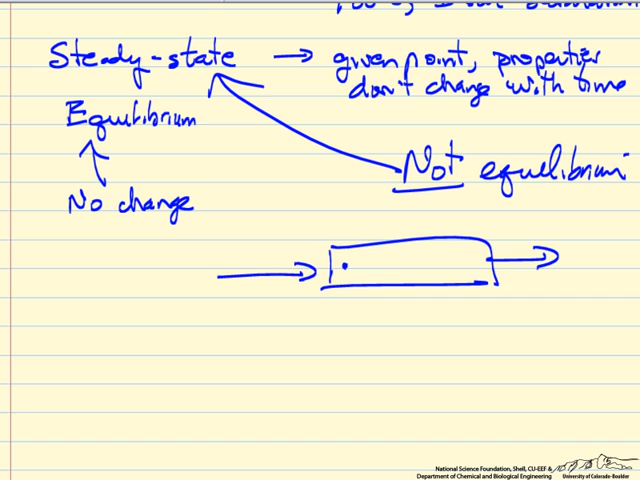 Steady-state → given point, properties
don't change with time
Equilibrium
Not equilibrium
No change
National Science Foundation, Shell, CU-EEF &
Department of Chemical and Biological Engineering
University of Colorado-Boulder